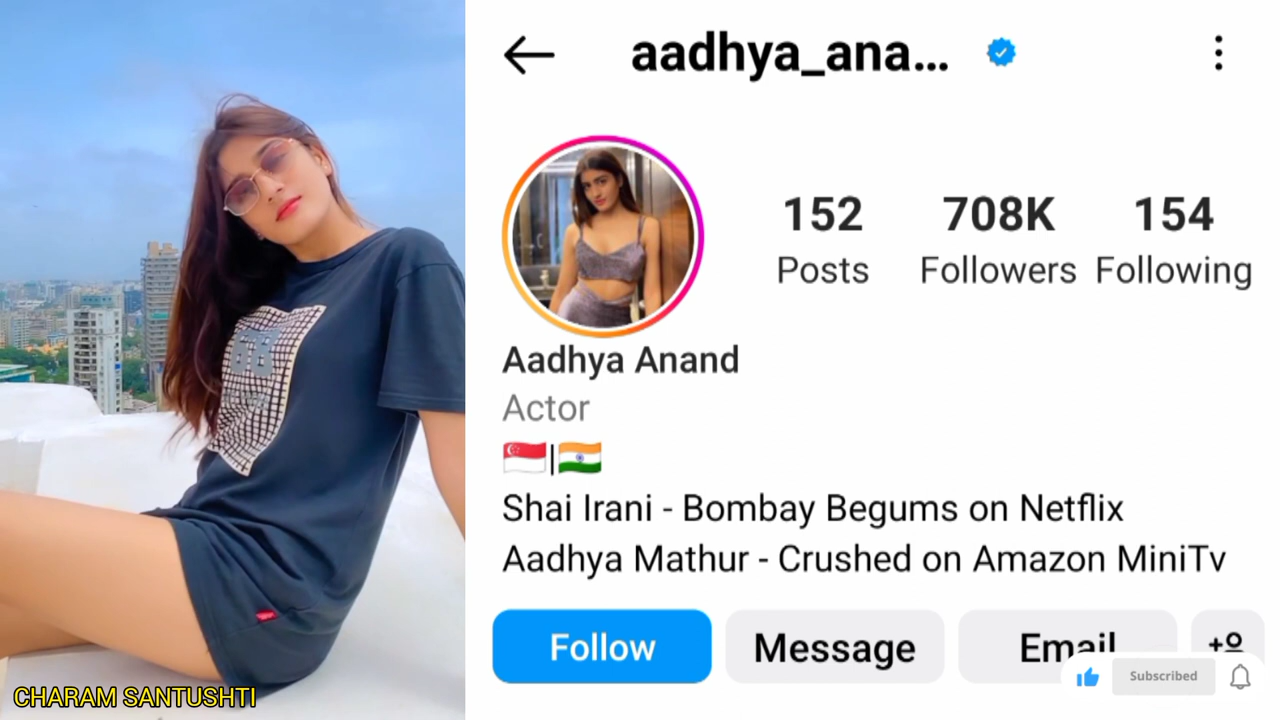 aadhya_ana...
152
708K
154
Posts
Followers
Following
Aadhya Anand
Actor
🇸🇬|🇮🇳
Shai Irani - Bombay Begums on Netflix
Aadhya Mathur - Crushed on Amazon MiniTv
Follow
Message
Email
Subscribed
CHARAM SANTUSHTI